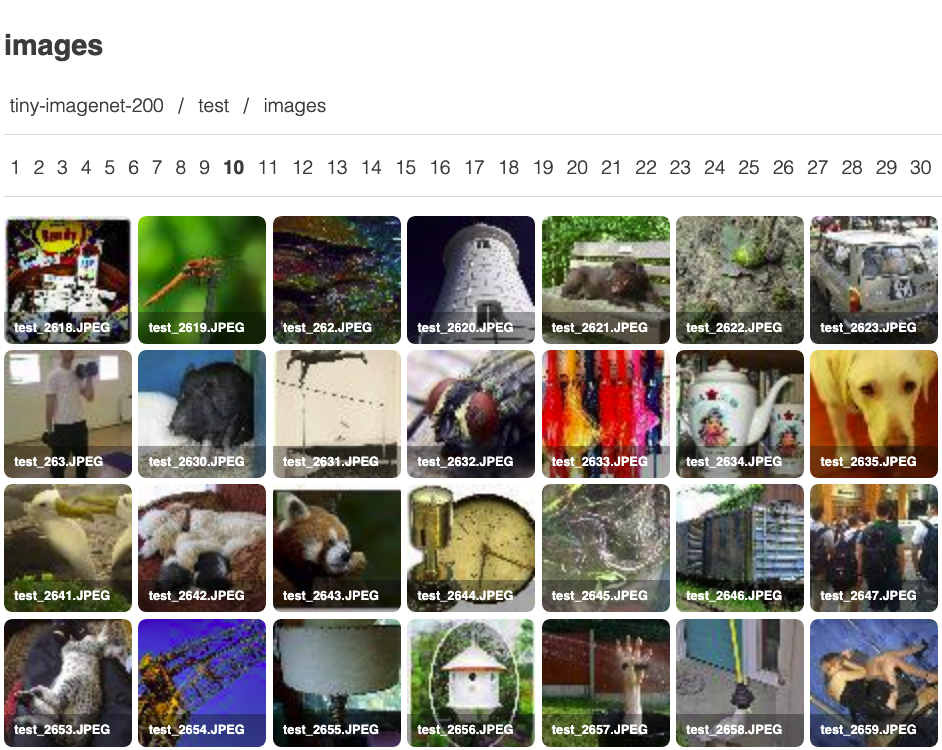 images
tiny-imagenet-200 / test / images
1 2 3 4 5 6 7 8 9 10 11 12 13 14 15 16 17 18 19 20 21 22 23 24 25 26 27 28 29 30
test_2618.JPEG test_2619.JPEG test_262.JPEG test_2620.JPEG test_2621.JPEG test_2622.JPEG test_2623.JPEG
test_263.JPEG test_2630.JPEG test_2631.JPEG test_2632.JPEG test_2633.JPEG test_2634.JPEG test_2635.JPEG
test_2641.JPEG test_2642.JPEG test_2643.JPEG test_2644.JPEG test_2645.JPEG test_2646.JPEG test_2647.JPEG
test_2653.JPEG test_2654.JPEG test_2655.JPEG test_2656.JPEG test_2657.JPEG test_2658.JPEG test_2659.JPEG